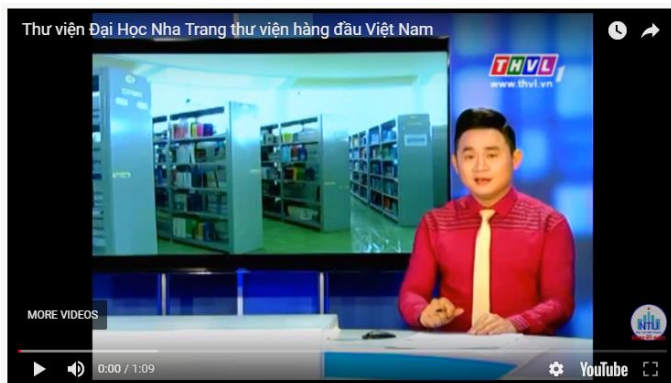 Thư viện Đại Học Nha Trang thư viện hàng đầu Việt Nam
THVL1
www.thvl.vn
MORE VIDEOS
NTU
0:00 / 1:09
YouTube